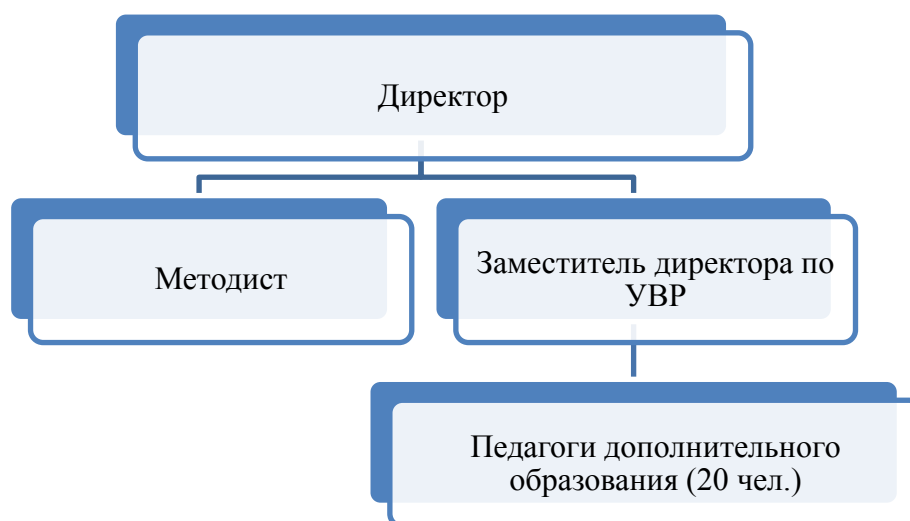 Директор
Методист
Заместитель директора по
УВР
Педагоги дополнительного
образования (20 чел.)